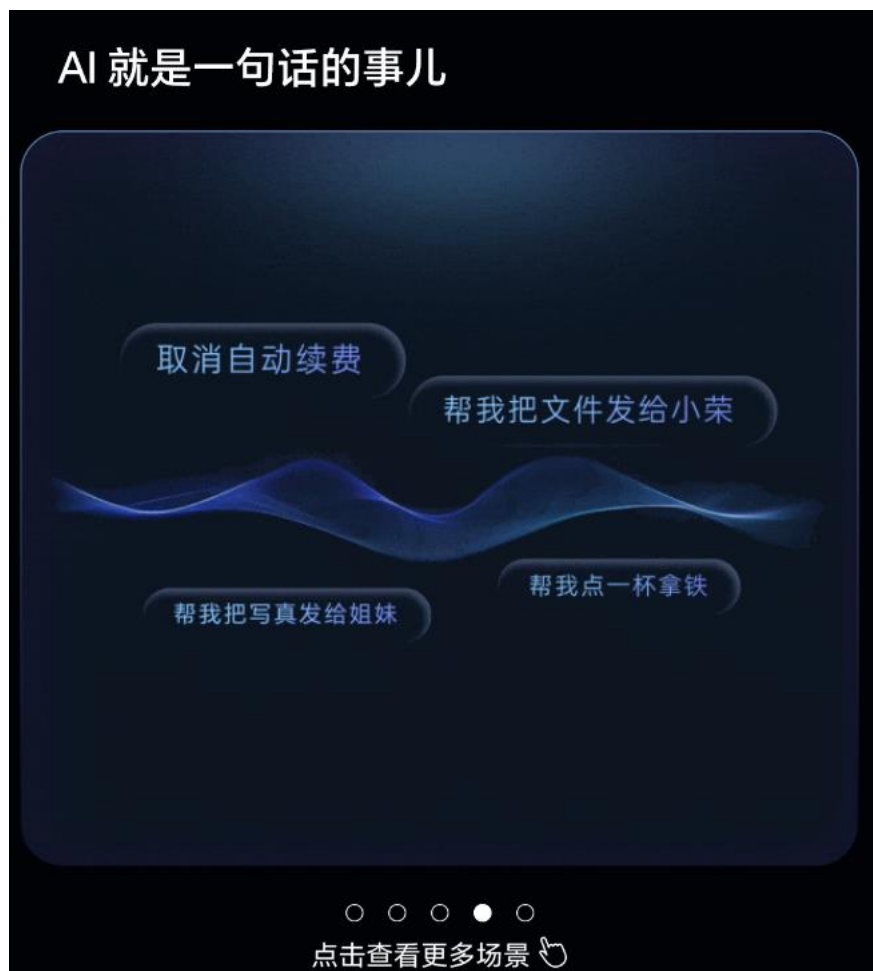 AI 就是一句话的事儿
取消自动续费
帮我把文件发给小荣
帮我点一杯拿铁
帮我把写真发给姐妹
点击查看更多场景